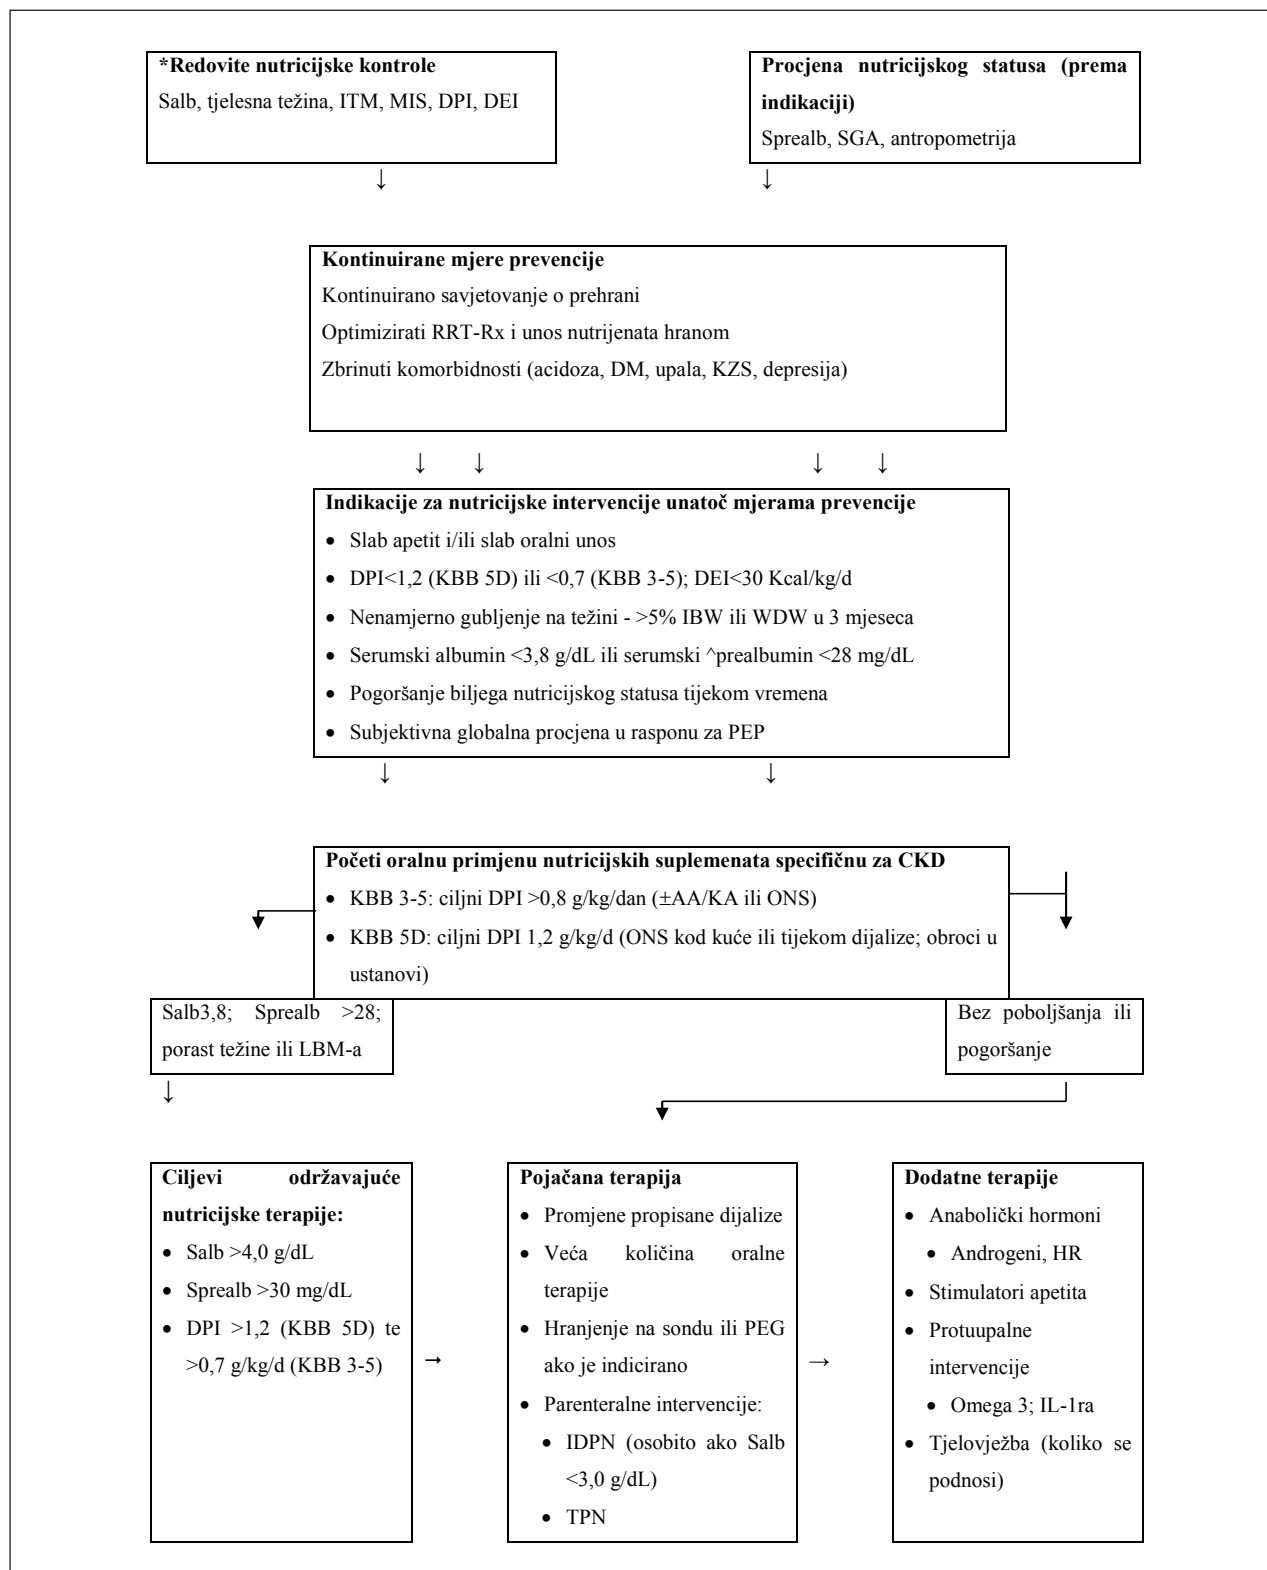 *Redovite nutricijske kontrole
Salb, tjelesna težina, ITM, MIS, DPI, DEI
Procjena nutricijskog statusa (prema
indikaciji)
Sprealb, SGA, antropometrija
↓
↓
Kontinuirane mjere prevencije
Kontinuirano savjetovanje o prehrani
Optimizirati RRT-Rx i unos nutrijenata hranom
Zbrinuti komorbidnosti (acidoza, DM, upala, KZS, depresija)
↓ ↓ ↓ ↓
Indikacije za nutricijske intervencije unatoč mjerama prevencije
• Slab apetit i/ili slab oralni unos
• DPI<1,2 (KBB 5D) ili <0,7 (KBB 3-5); DEI<30 Kcal/kg/d
• Nenamjerno gubljenje na težini - >5% IBW ili WDW u 3 mjeseca
• Serumski albumin <3,8 g/dL ili serumski ^prealbumin <28 mg/dL
• Pogoršanje biljega nutricijskog statusa tijekom vremena
• Subjektivna globalna procjena u rasponu za PEP
↓ ↓
Početi oralnu primjenu nutricijskih suplemenata specifičnu za CKD
• KBB 3-5: ciljni DPI >0,8 g/kg/dan (±AA/KA ili ONS)
• KBB 5D: ciljni DPI 1,2 g/kg/d (ONS kod kuće ili tijekom dijalize; obroci u
ustanovi)
Salb3,8; Sprealb >28;
porast težine ili LBM-a
↓
Bez poboljšanja ili
pogoršanje
Ciljevi održavajuće
nutricijske terapije:
• Salb >4,0 g/dL
• Sprealb >30 mg/dL
• DPI >1,2 (KBB 5D) te
>0,7 g/kg/d (KBB 3-5)
→
Pojačana terapija
• Promjene propisane dijalize
• Veća količina oralne
terapije
• Hranjenje na sondu ili PEG
ako je indicirano
• Parenteralne intervencije:
• IDPN (osobito ako Salb
<3,0 g/dL)
• TPN
→
Dodatne terapije
• Anabolički hormoni
• Androgeni, HR
• Stimulatori apetita
• Protuupalne
intervencije
• Omega 3; IL-1ra
• Tjelovježba (koliko se
podnosi)